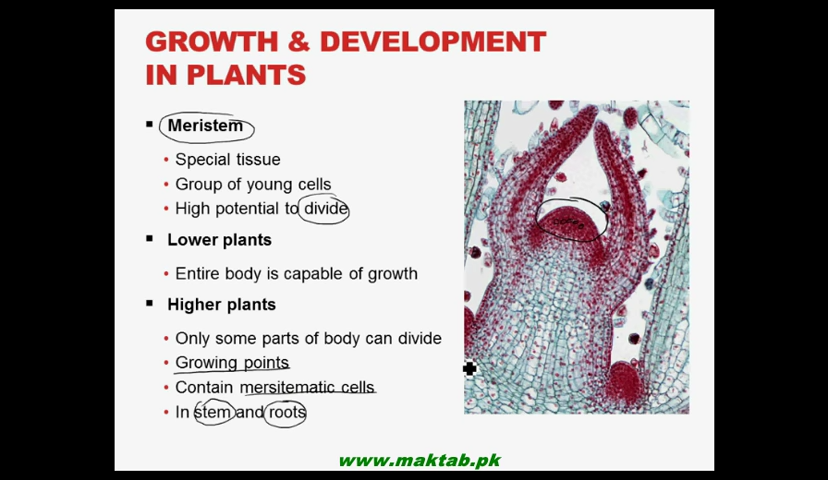 GROWTH & DEVELOPMENT
IN PLANTS
Meristem
Special tissue
Group of young cells
High potential to divide
Lower plants
Entire body is capable of growth
Higher plants
Only some parts of body can divide
Growing points
Contain mersitematic cells
In stem and roots
www.maktab.pk